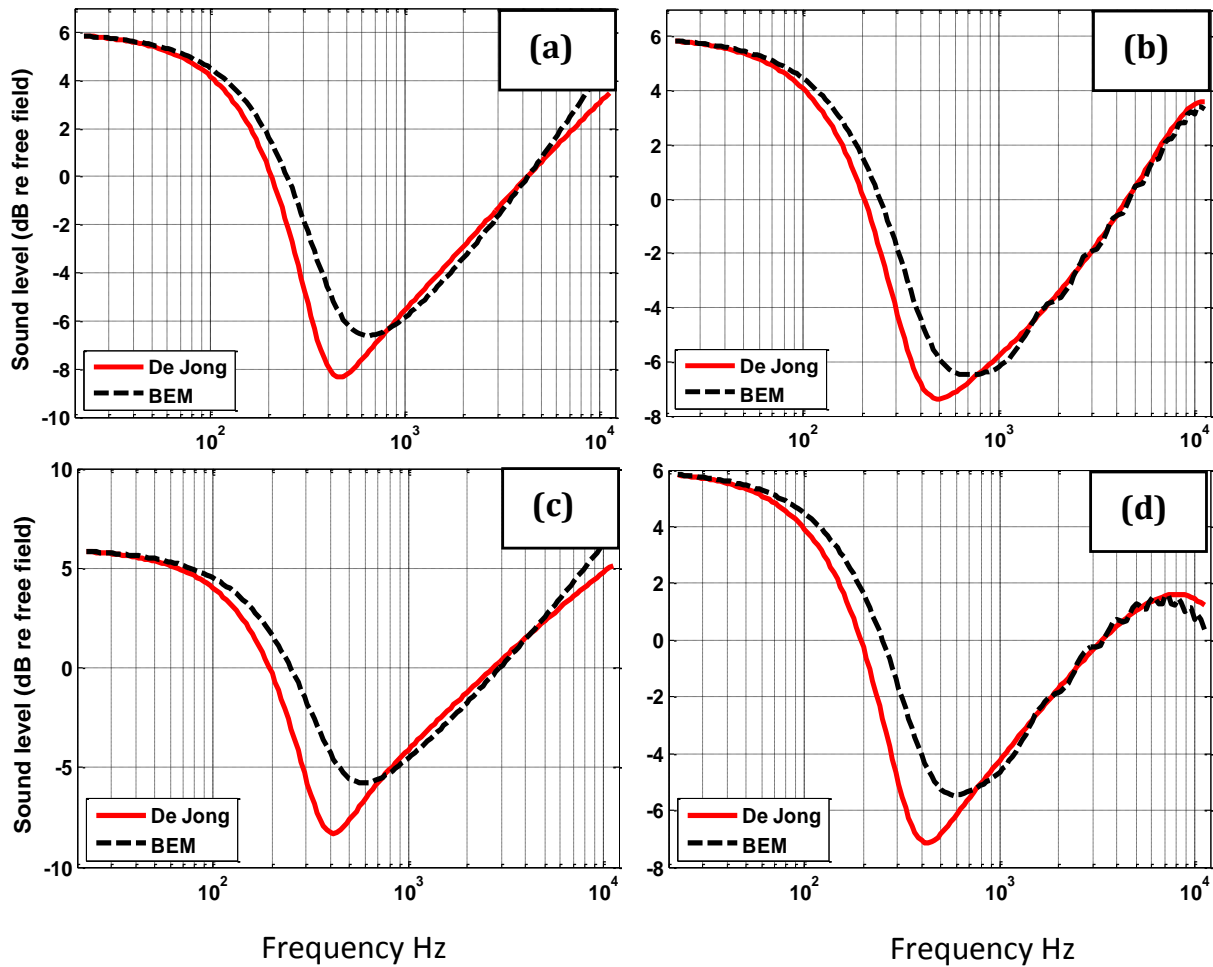 (a)
Sound level (dB re free field)
6
4
2
0
-2
-4
-6
-8
-10
De Jong
BEM
10²
10³
10⁴
(b)
6
4
2
0
-2
-4
-6
-8
De Jong
BEM
10²
10³
10⁴
(c)
Sound level (dB re free field)
10
5
0
-5
-10
De Jong
BEM
10²
10³
10⁴
Frequency Hz
(d)
6
4
2
0
-2
-4
-6
-8
De Jong
BEM
10²
10³
10⁴
Frequency Hz